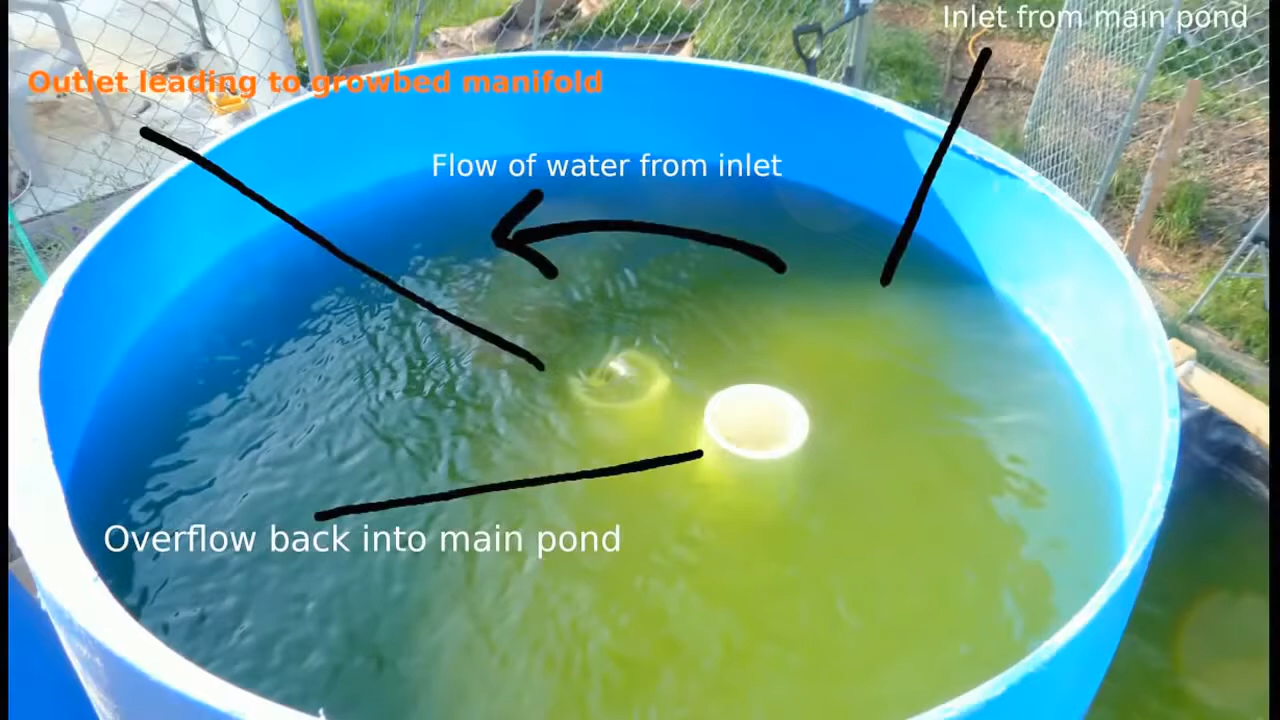 Inlet from main pond
Outlet leading to growbed manifold
Flow of water from inlet
Overflow back into main pond